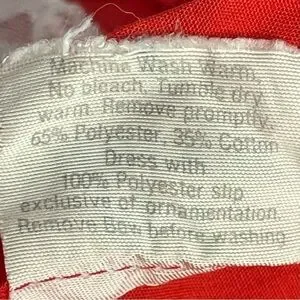 Machine Wash Warm,
No bleach, Tumble dry
warm. Remove promptly.
65% Polyester, 35% Cotton
Dress with
100% Polyester slip
exclusive of ornamentation.
Remove Bow before washing